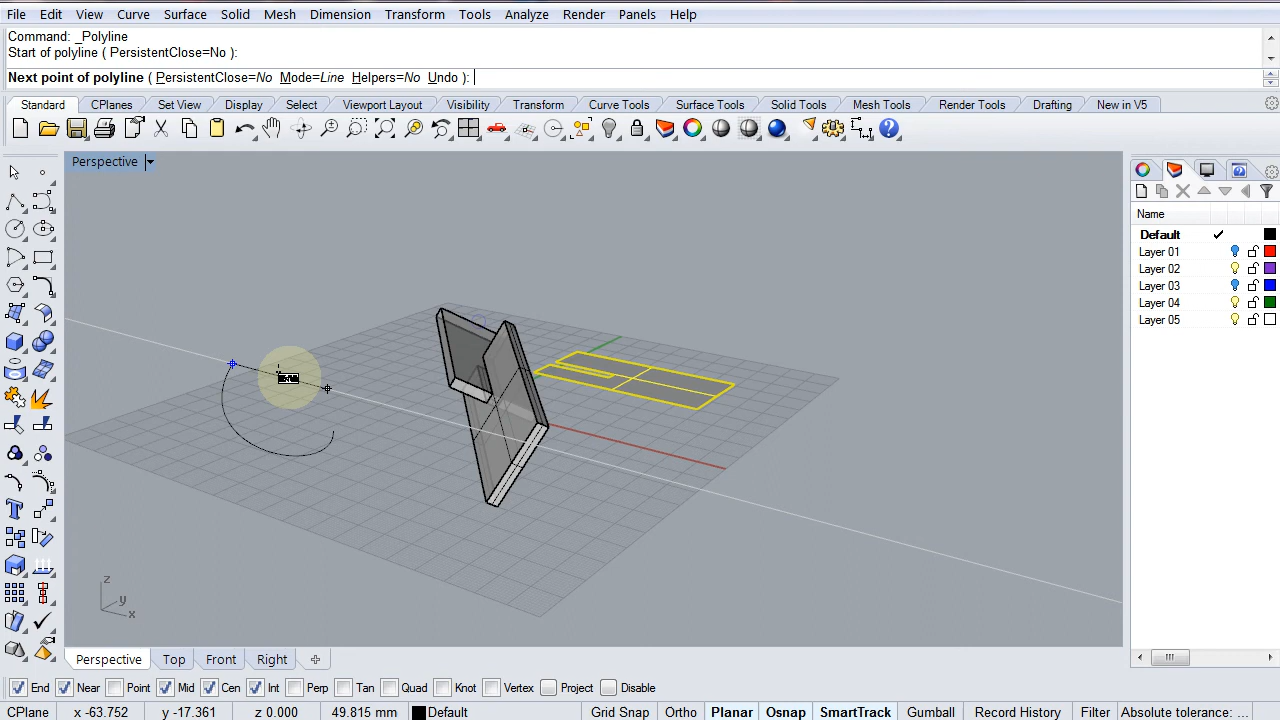 File Edit View Curve Surface Solid Mesh Dimension Transform Tools Analyze Render Panels Help
Command: _Polyline
Start of polyline ( PersistentClose=No ):
Next point of polyline ( PersistentClose=No Mode=Line Helpers=No Undo ):
Standard CPlanes Set View Display Select Viewport Layout Visibility Transform Curve Tools Surface Tools Solid Tools Mesh Tools Render Tools Drafting New in V5
Perspective
Name
Default
Layer 01
Layer 02
Layer 03
Layer 04
Layer 05
z
y
x
Perspective Top Front Right
End Near Point Mid Cen Int Perp Tan Quad Knot Vertex Project Disable
CPlane x -63.752 y -17.361 z 0.000 49.815 mm Default Grid Snap Ortho Planar Osnap SmartTrack Gumball Record History Filter Absolute tolerance: ...